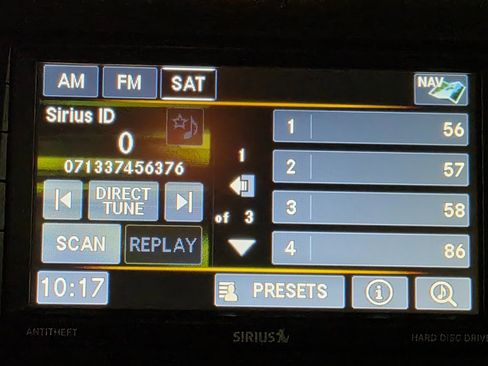 AM FM SAT NAV
Sirius ID
0
071337456376
DIRECT
TUNE
SCAN REPLAY
1
of 3
1 56
2 57
3 58
4 86
10:17 PRESETS
ANTITHEFT SIRIUS HARD DISC DRIVE